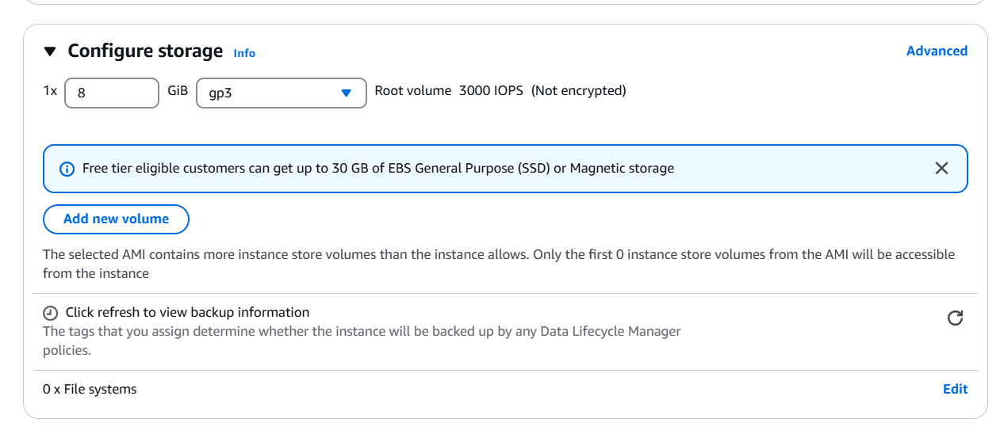 Configure storage Info Advanced
1x 8 GiB gp3 Root volume 3000 IOPS (Not encrypted)
Free tier eligible customers can get up to 30 GB of EBS General Purpose (SSD) or Magnetic storage
Add new volume
The selected AMI contains more instance store volumes than the instance allows. Only the first 0 instance store volumes from the AMI will be accessible
from the instance
Click refresh to view backup information
The tags that you assign determine whether the instance will be backed up by any Data Lifecycle Manager
policies.
0 x File systems Edit